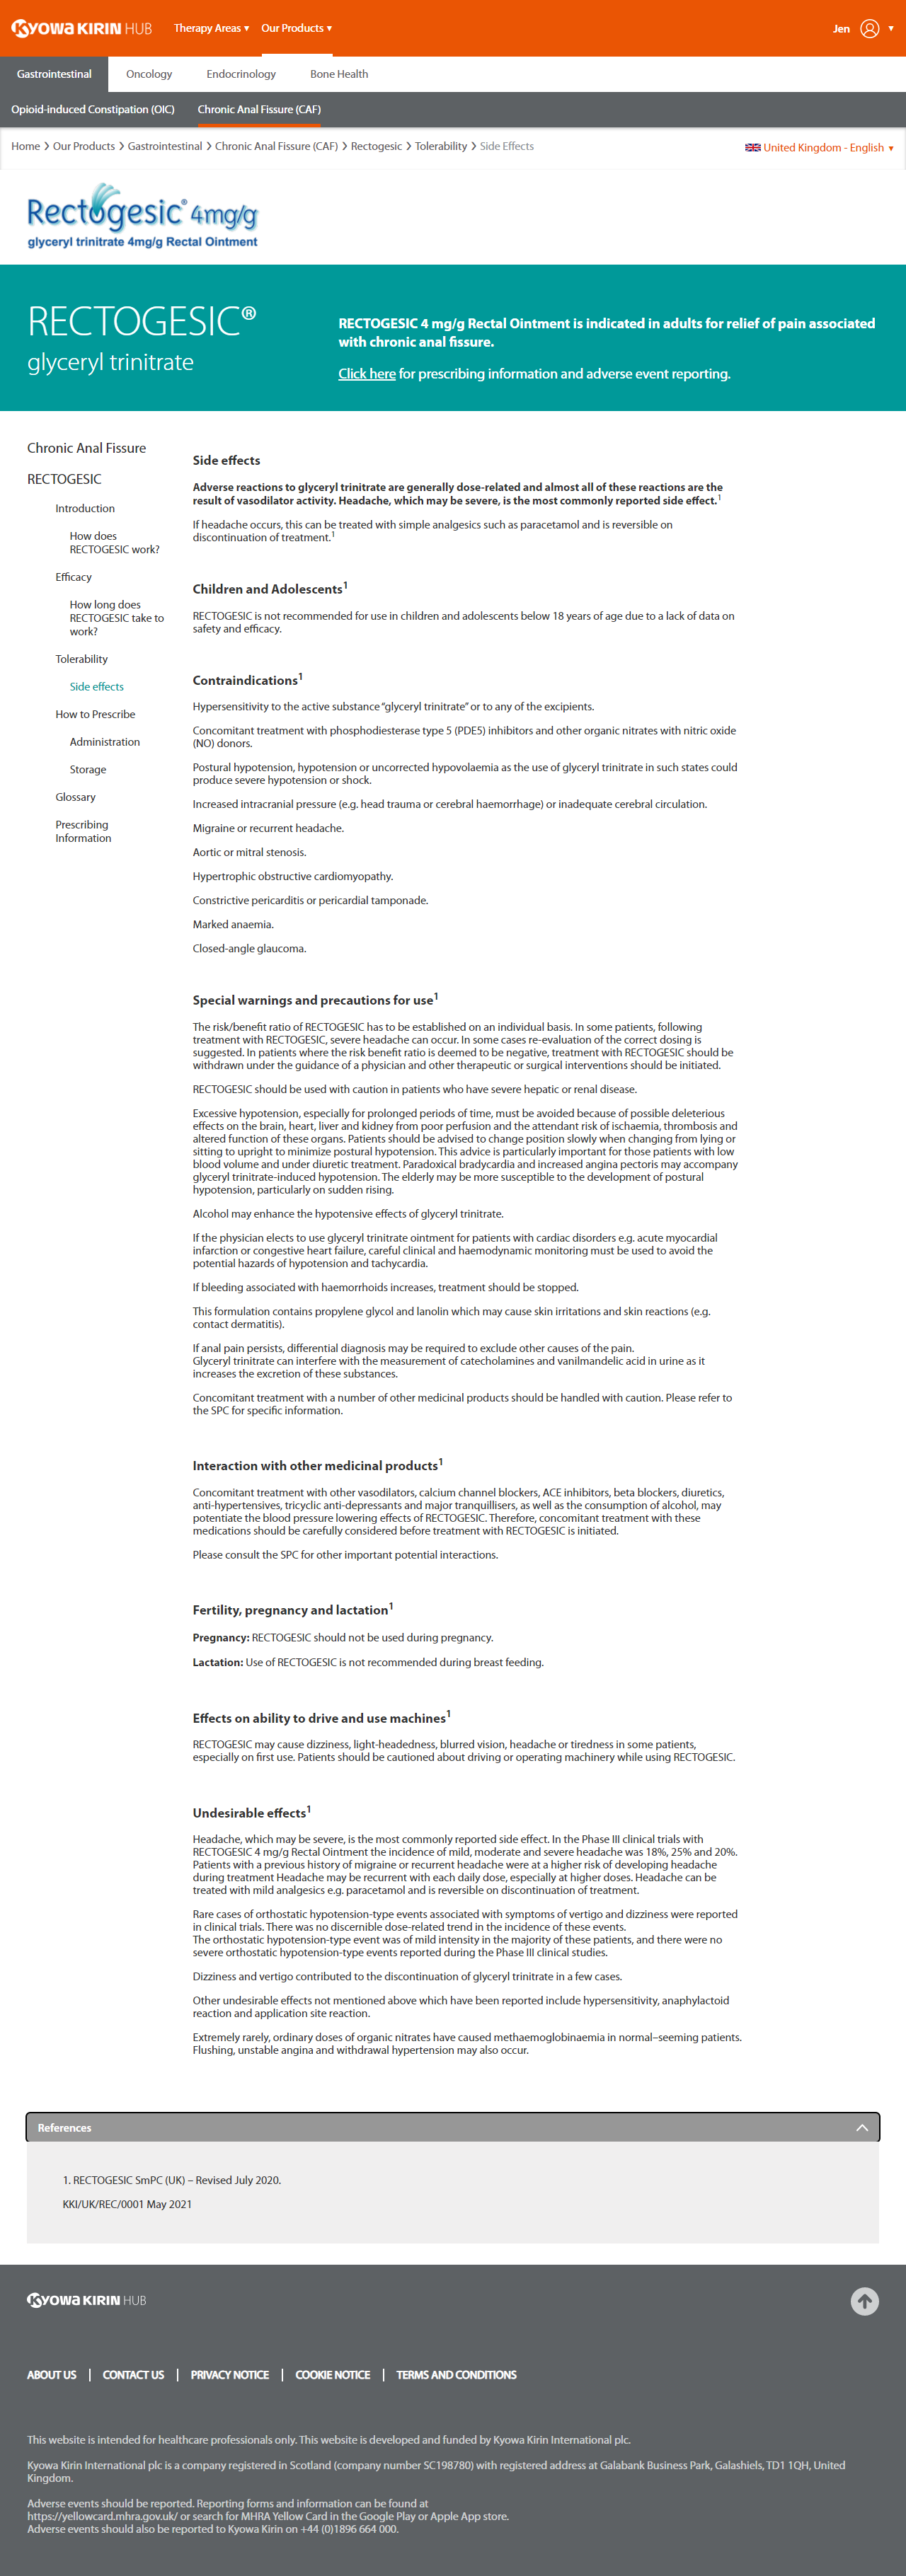 KYOWA KIRIN HUB
Therapy Areas ▾
Our Products ▾
Jen
Gastrointestinal
Oncology
Endocrinology
Bone Health
Opioid-induced Constipation (OIC)
Chronic Anal Fissure (CAF)
Home > Our Products > Gastrointestinal > Chronic Anal Fissure (CAF) > Rectogesic > Tolerability > Side Effects
United Kingdom - English ▾
Rectogesic® 4mg/g
glyceryl trinitrate 4mg/g Rectal Ointment
RECTOGESIC®
glyceryl trinitrate
RECTOGESIC 4 mg/g Rectal Ointment is indicated in adults for relief of pain associated
with chronic anal fissure.
Click here for prescribing information and adverse event reporting.
Chronic Anal Fissure
RECTOGESIC
Introduction
How does
RECTOGESIC work?
Efficacy
How long does
RECTOGESIC take to
work?
Tolerability
Side effects
How to Prescribe
Administration
Storage
Glossary
Prescribing
Information
Side effects
Adverse reactions to glyceryl trinitrate are generally dose-related and almost all of these reactions are the
result of vasodilator activity. Headache, which may be severe, is the most commonly reported side effect.1
If headache occurs, this can be treated with simple analgesics such as paracetamol and is reversible on
discontinuation of treatment.1
Children and Adolescents1
RECTOGESIC is not recommended for use in children and adolescents below 18 years of age due to a lack of data on
safety and efficacy.
Contraindications1
Hypersensitivity to the active substance “glyceryl trinitrate” or to any of the excipients.
Concomitant treatment with phosphodiesterase type 5 (PDE5) inhibitors and other organic nitrates with nitric oxide
(NO) donors.
Postural hypotension, hypotension or uncorrected hypovolaemia as the use of glyceryl trinitrate in such states could
produce severe hypotension or shock.
Increased intracranial pressure (e.g. head trauma or cerebral haemorrhage) or inadequate cerebral circulation.
Migraine or recurrent headache.
Aortic or mitral stenosis.
Hypertrophic obstructive cardiomyopathy.
Constrictive pericarditis or pericardial tamponade.
Marked anaemia.
Closed-angle glaucoma.
Special warnings and precautions for use1
The risk/benefit ratio of RECTOGESIC has to be established on an individual basis. In some patients, following
treatment with RECTOGESIC, severe headache can occur. In some cases re-evaluation of the correct dosing is
suggested. In patients where the risk benefit ratio is deemed to be negative, treatment with RECTOGESIC should be
withdrawn under the guidance of a physician and other therapeutic or surgical interventions should be initiated.
RECTOGESIC should be used with caution in patients who have severe hepatic or renal disease.
Excessive hypotension, especially for prolonged periods of time, must be avoided because of possible deleterious
effects on the brain, heart, liver and kidney from poor perfusion and the attendant risk of ischaemia, thrombosis and
altered function of these organs. Patients should be advised to change position slowly when changing from lying or
sitting to upright to minimize postural hypotension. This advice is particularly important for those patients with low
blood volume and under diuretic treatment. Paradoxical bradycardia and increased angina pectoris may accompany
glyceryl trinitrate-induced hypotension. The elderly may be more susceptible to the development of postural
hypotension, particularly on sudden rising.
Alcohol may enhance the hypotensive effects of glyceryl trinitrate.
If the physician elects to use glyceryl trinitrate ointment for patients with cardiac disorders e.g. acute myocardial
infarction or congestive heart failure, careful clinical and haemodynamic monitoring must be used to avoid the
potential hazards of hypotension and tachycardia.
If bleeding associated with haemorrhoids increases, treatment should be stopped.
This formulation contains propylene glycol and lanolin which may cause skin irritations and skin reactions (e.g.
contact dermatitis).
If anal pain persists, differential diagnosis may be required to exclude other causes of the pain.
Glyceryl trinitrate can interfere with the measurement of catecholamines and vanilmandelic acid in urine as it
increases the excretion of these substances.
Concomitant treatment with a number of other medicinal products should be handled with caution. Please refer to
the SPC for specific information.
Interaction with other medicinal products1
Concomitant treatment with other vasodilators, calcium channel blockers, ACE inhibitors, beta blockers, diuretics,
anti-hypertensives, tricyclic anti-depressants and major tranquillisers, as well as the consumption of alcohol, may
potentiate the blood pressure lowering effects of RECTOGESIC. Therefore, concomitant treatment with these
medications should be carefully considered before treatment with RECTOGESIC is initiated.
Please consult the SPC for other important potential interactions.
Fertility, pregnancy and lactation1
Pregnancy: RECTOGESIC should not be used during pregnancy.
Lactation: Use of RECTOGESIC is not recommended during breast feeding.
Effects on ability to drive and use machines1
RECTOGESIC may cause dizziness, light-headedness, blurred vision, headache or tiredness in some patients,
especially on first use. Patients should be cautioned about driving or operating machinery while using RECTOGESIC.
Undesirable effects1
Headache, which may be severe, is the most commonly reported side effect. In the Phase III clinical trials with
RECTOGESIC 4 mg/g Rectal Ointment the incidence of mild, moderate and severe headache was 18%, 25% and 20%.
Patients with a previous history of migraine or recurrent headache were at a higher risk of developing headache
during treatment Headache may be recurrent with each daily dose, especially at higher doses. Headache can be
treated with mild analgesics e.g. paracetamol and is reversible on discontinuation of treatment.
Rare cases of orthostatic hypotension-type events associated with symptoms of vertigo and dizziness were reported
in clinical trials. There was no discernible dose-related trend in the incidence of these events.
The orthostatic hypotension-type event was of mild intensity in the majority of these patients, and there were no
severe orthostatic hypotension-type events reported during the Phase III clinical studies.
Dizziness and vertigo contributed to the discontinuation of glyceryl trinitrate in a few cases.
Other undesirable effects not mentioned above which have been reported include hypersensitivity, anaphylactoid
reaction and application site reaction.
Extremely rarely, ordinary doses of organic nitrates have caused methaemoglobinaemia in normal–seeming patients.
Flushing, unstable angina and withdrawal hypertension may also occur.
References
1. RECTOGESIC SmPC (UK) – Revised July 2020.
KKI/UK/REC/0001 May 2021
KYOWA KIRIN HUB
ABOUT US | CONTACT US | PRIVACY NOTICE | COOKIE NOTICE | TERMS AND CONDITIONS
This website is intended for healthcare professionals only. This website is developed and funded by Kyowa Kirin International plc.
Kyowa Kirin International plc is a company registered in Scotland (company number SC198780) with registered address at Galabank Business Park, Galashiels, TD1 1QH, United
Kingdom.
Adverse events should be reported. Reporting forms and information can be found at
https://yellowcard.mhra.gov.uk/ or search for MHRA Yellow Card in the Google Play or Apple App store.
Adverse events should also be reported to Kyowa Kirin on +44 (0)1896 664 000.